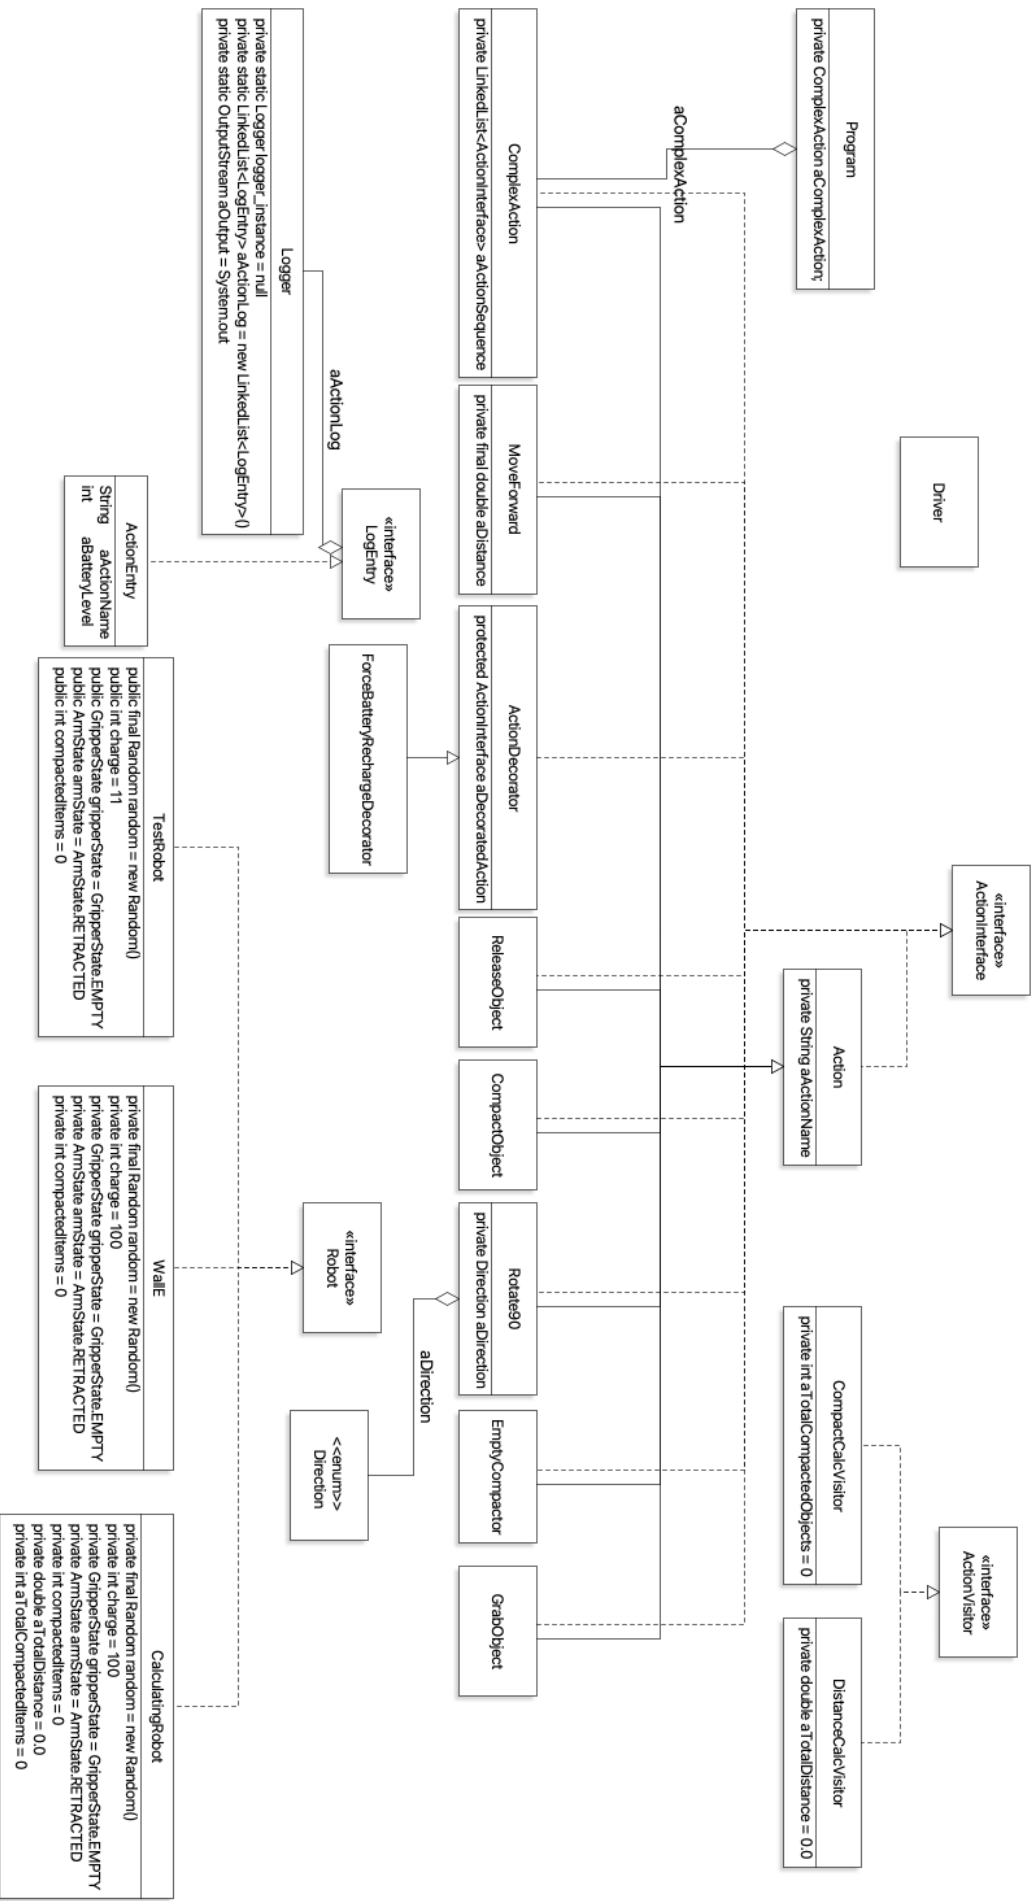 «interface»
ActionInterface
«interface»
ActionVisitor
Driver
Program
private ComplexAction aComplexAction;
Action
private String aActionName
CompactCalcVisitor
private int aTotalCompactedObjects = 0
DistanceCalcVisitor
private double aTotalDistance = 0.0
aComplexAction
ComplexAction
private LinkedList<ActionInterface> aActionSequence
MoveForward
private final double aDistance
ActionDecorator
protected ActionInterface aDecoratedAction
ReleaseObject
CompactObject
Rotate90
private Direction aDirection
EmptyCompactor
GrabObject
aDirection
«interface»
LogEntry
ForceBatteryRechargeDecorator
«interface»
Robot
<<enum>>
Direction
aActionLog
Logger
private static Logger logger_instance = null
private static LinkedList<LogEntry> aActionLog = new LinkedList<LogEntry>()
private static OutputStream aOutput = System.out
ActionEntry
String aActionName
int aBatteryLevel
TestRobot
public final Random random = new Random()
public int charge = 11
public GripperState gripperState = GripperState.EMPTY
public ArmState armState = ArmState.RETRACTED
public int compactedItems = 0
WallE
private final Random random = new Random()
private int charge = 100
private GripperState gripperState = GripperState.EMPTY
private ArmState armState = ArmState.RETRACTED
private int compactedItems = 0
CalculatingRobot
private final Random random = new Random()
private int charge = 100
private GripperState gripperState = GripperState.EMPTY
private ArmState armState = ArmState.RETRACTED
private int compactedItems = 0
private double aTotalDistance = 0.0
private int aTotalCompactedItems = 0